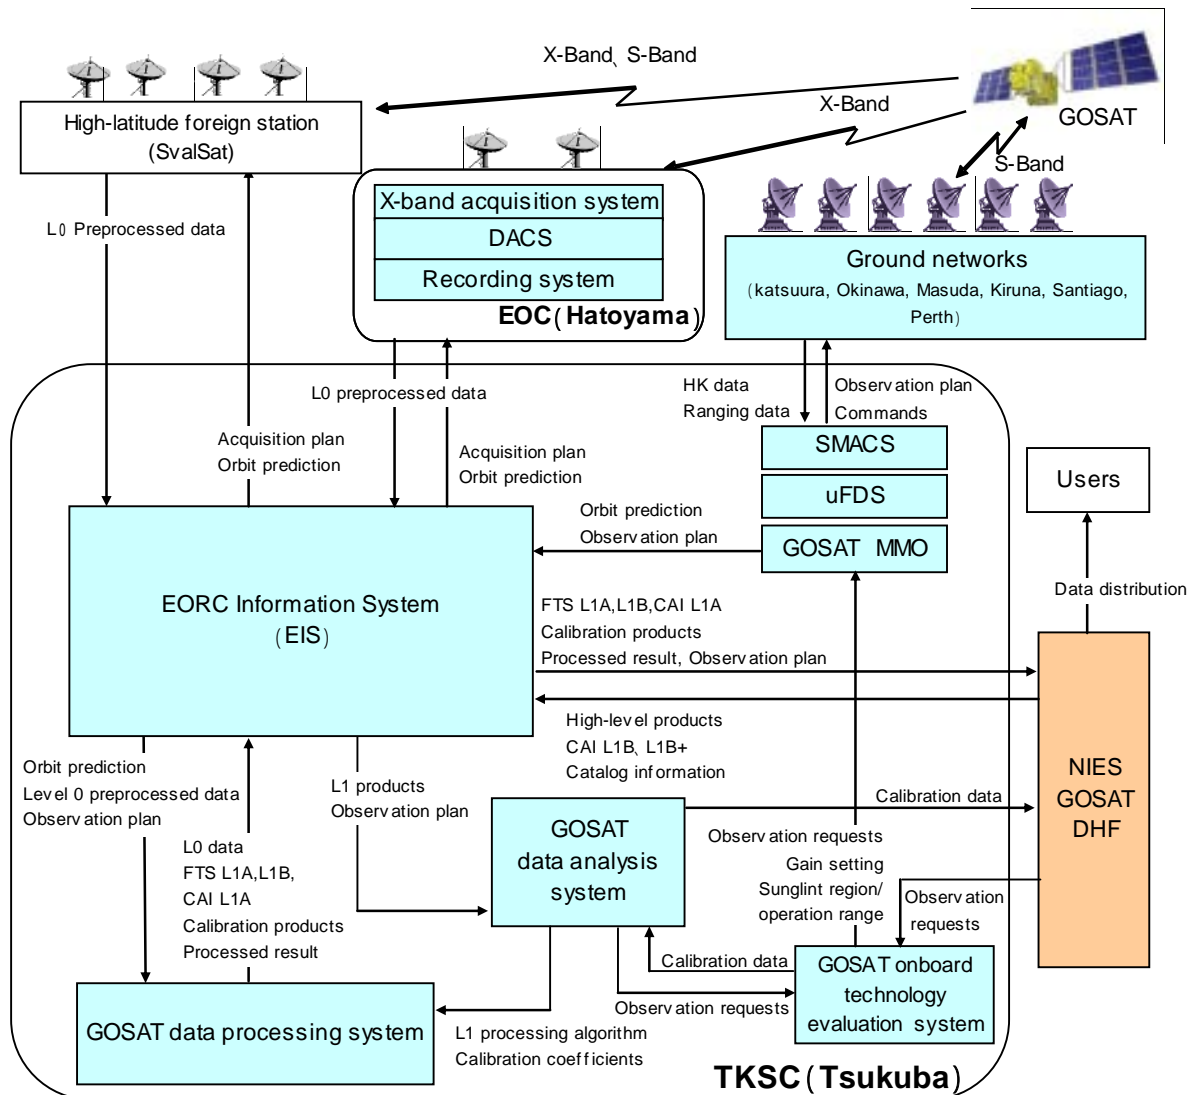 X-Band、S-Band
X-Band
GOSAT
S-Band
High-latitude foreign station
(SvalSat)
X-band acquisition system
DACS
Recording system
EOC(Hatoyama)
Ground networks
(katsuura, Okinawa, Masuda, Kiruna, Santiago,
Perth)
L0 Preprocessed data
L0 preprocessed data
HK data
Ranging data
Observation plan
Commands
Acquisition plan
Orbit prediction
Acquisition plan
Orbit prediction
SMACS
uFDS
GOSAT MMO
Users
Orbit prediction
Observation plan
EORC Information System
(EIS)
Data distribution
FTS L1A,L1B,CAI L1A
Calibration products
Processed result, Observation plan
High-level products
CAI L1B、L1B+
Catalog information
NIES
GOSAT
DHF
Orbit prediction
Level 0 preprocessed data
Observation plan
L1 products
Observation plan
L0 data
FTS L1A,L1B,
CAI L1A
Calibration products
Processed result
GOSAT
data analysis
system
Calibration data
Observation requests
Gain setting
Sunglint region/
operation range
Observation
requests
Calibration data
Observation requests
GOSAT onboard
technology
evaluation system
GOSAT data processing system
L1 processing algorithm
Calibration coefficients
TKSC(Tsukuba)